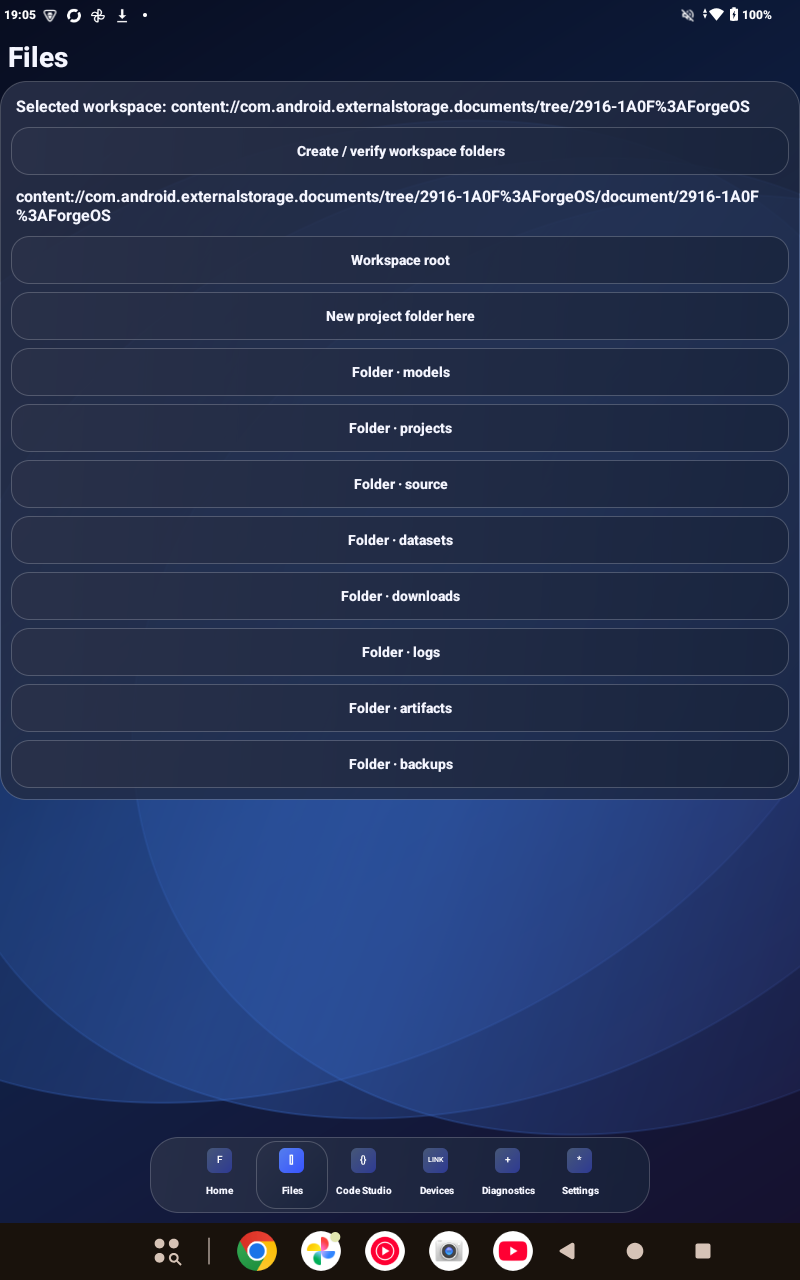 19:05
100%
Files
Selected workspace: content://com.android.externalstorage.documents/tree/2916-1A0F%3AForgeOS
Create / verify workspace folders
content://com.android.externalstorage.documents/tree/2916-1A0F%3AForgeOS/document/2916-1A0F
%3AForgeOS
Workspace root
New project folder here
Folder · models
Folder · projects
Folder · source
Folder · datasets
Folder · downloads
Folder · logs
Folder · artifacts
Folder · backups
F
{}
LINK
+
*
Home
Files
Code Studio
Devices
Diagnostics
Settings